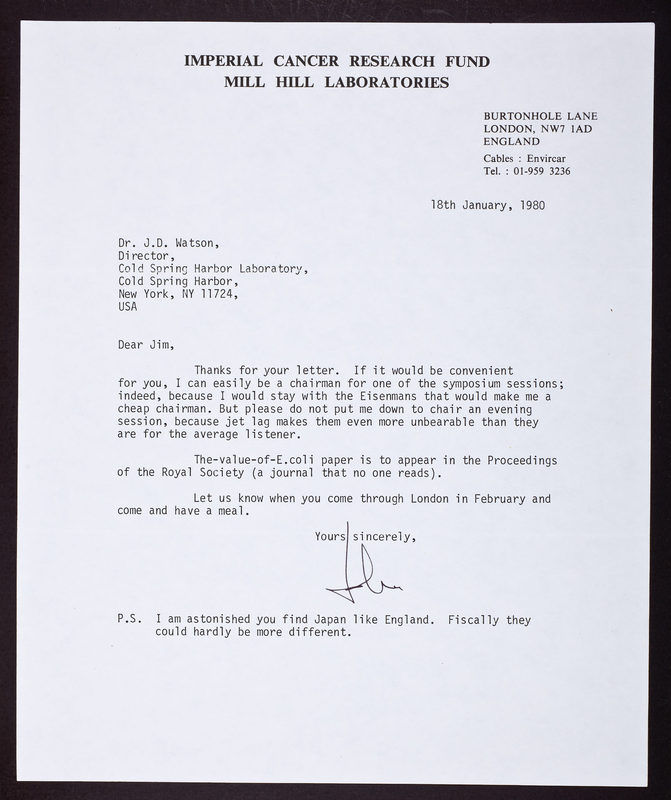 IMPERIAL CANCER RESEARCH FUND
MILL HILL LABORATORIES
BURTONHOLE LANE
LONDON, NW7 1AD
ENGLAND
Cables : Envircar
Tel. : 01-959 3236
18th January, 1980
Dr. J.D. Watson,
Director,
Cold Spring Harbor Laboratory,
Cold Spring Harbor,
New York, NY 11724,
USA
Dear Jim,
Thanks for your letter. If it would be convenient
for you, I can easily be a chairman for one of the symposium sessions;
indeed, because I would stay with the Eisenmans that would make me a
cheap chairman. But please do not put me down to chair an evening
session, because jet lag makes them even more unbearable than they
are for the average listener.
The-value-of-E.coli paper is to appear in the Proceedings
of the Royal Society (a journal that no one reads).
Let us know when you come through London in February and
come and have a meal.
Yours sincerely,
John
P.S. I am astonished you find Japan like England. Fiscally they
could hardly be more different.